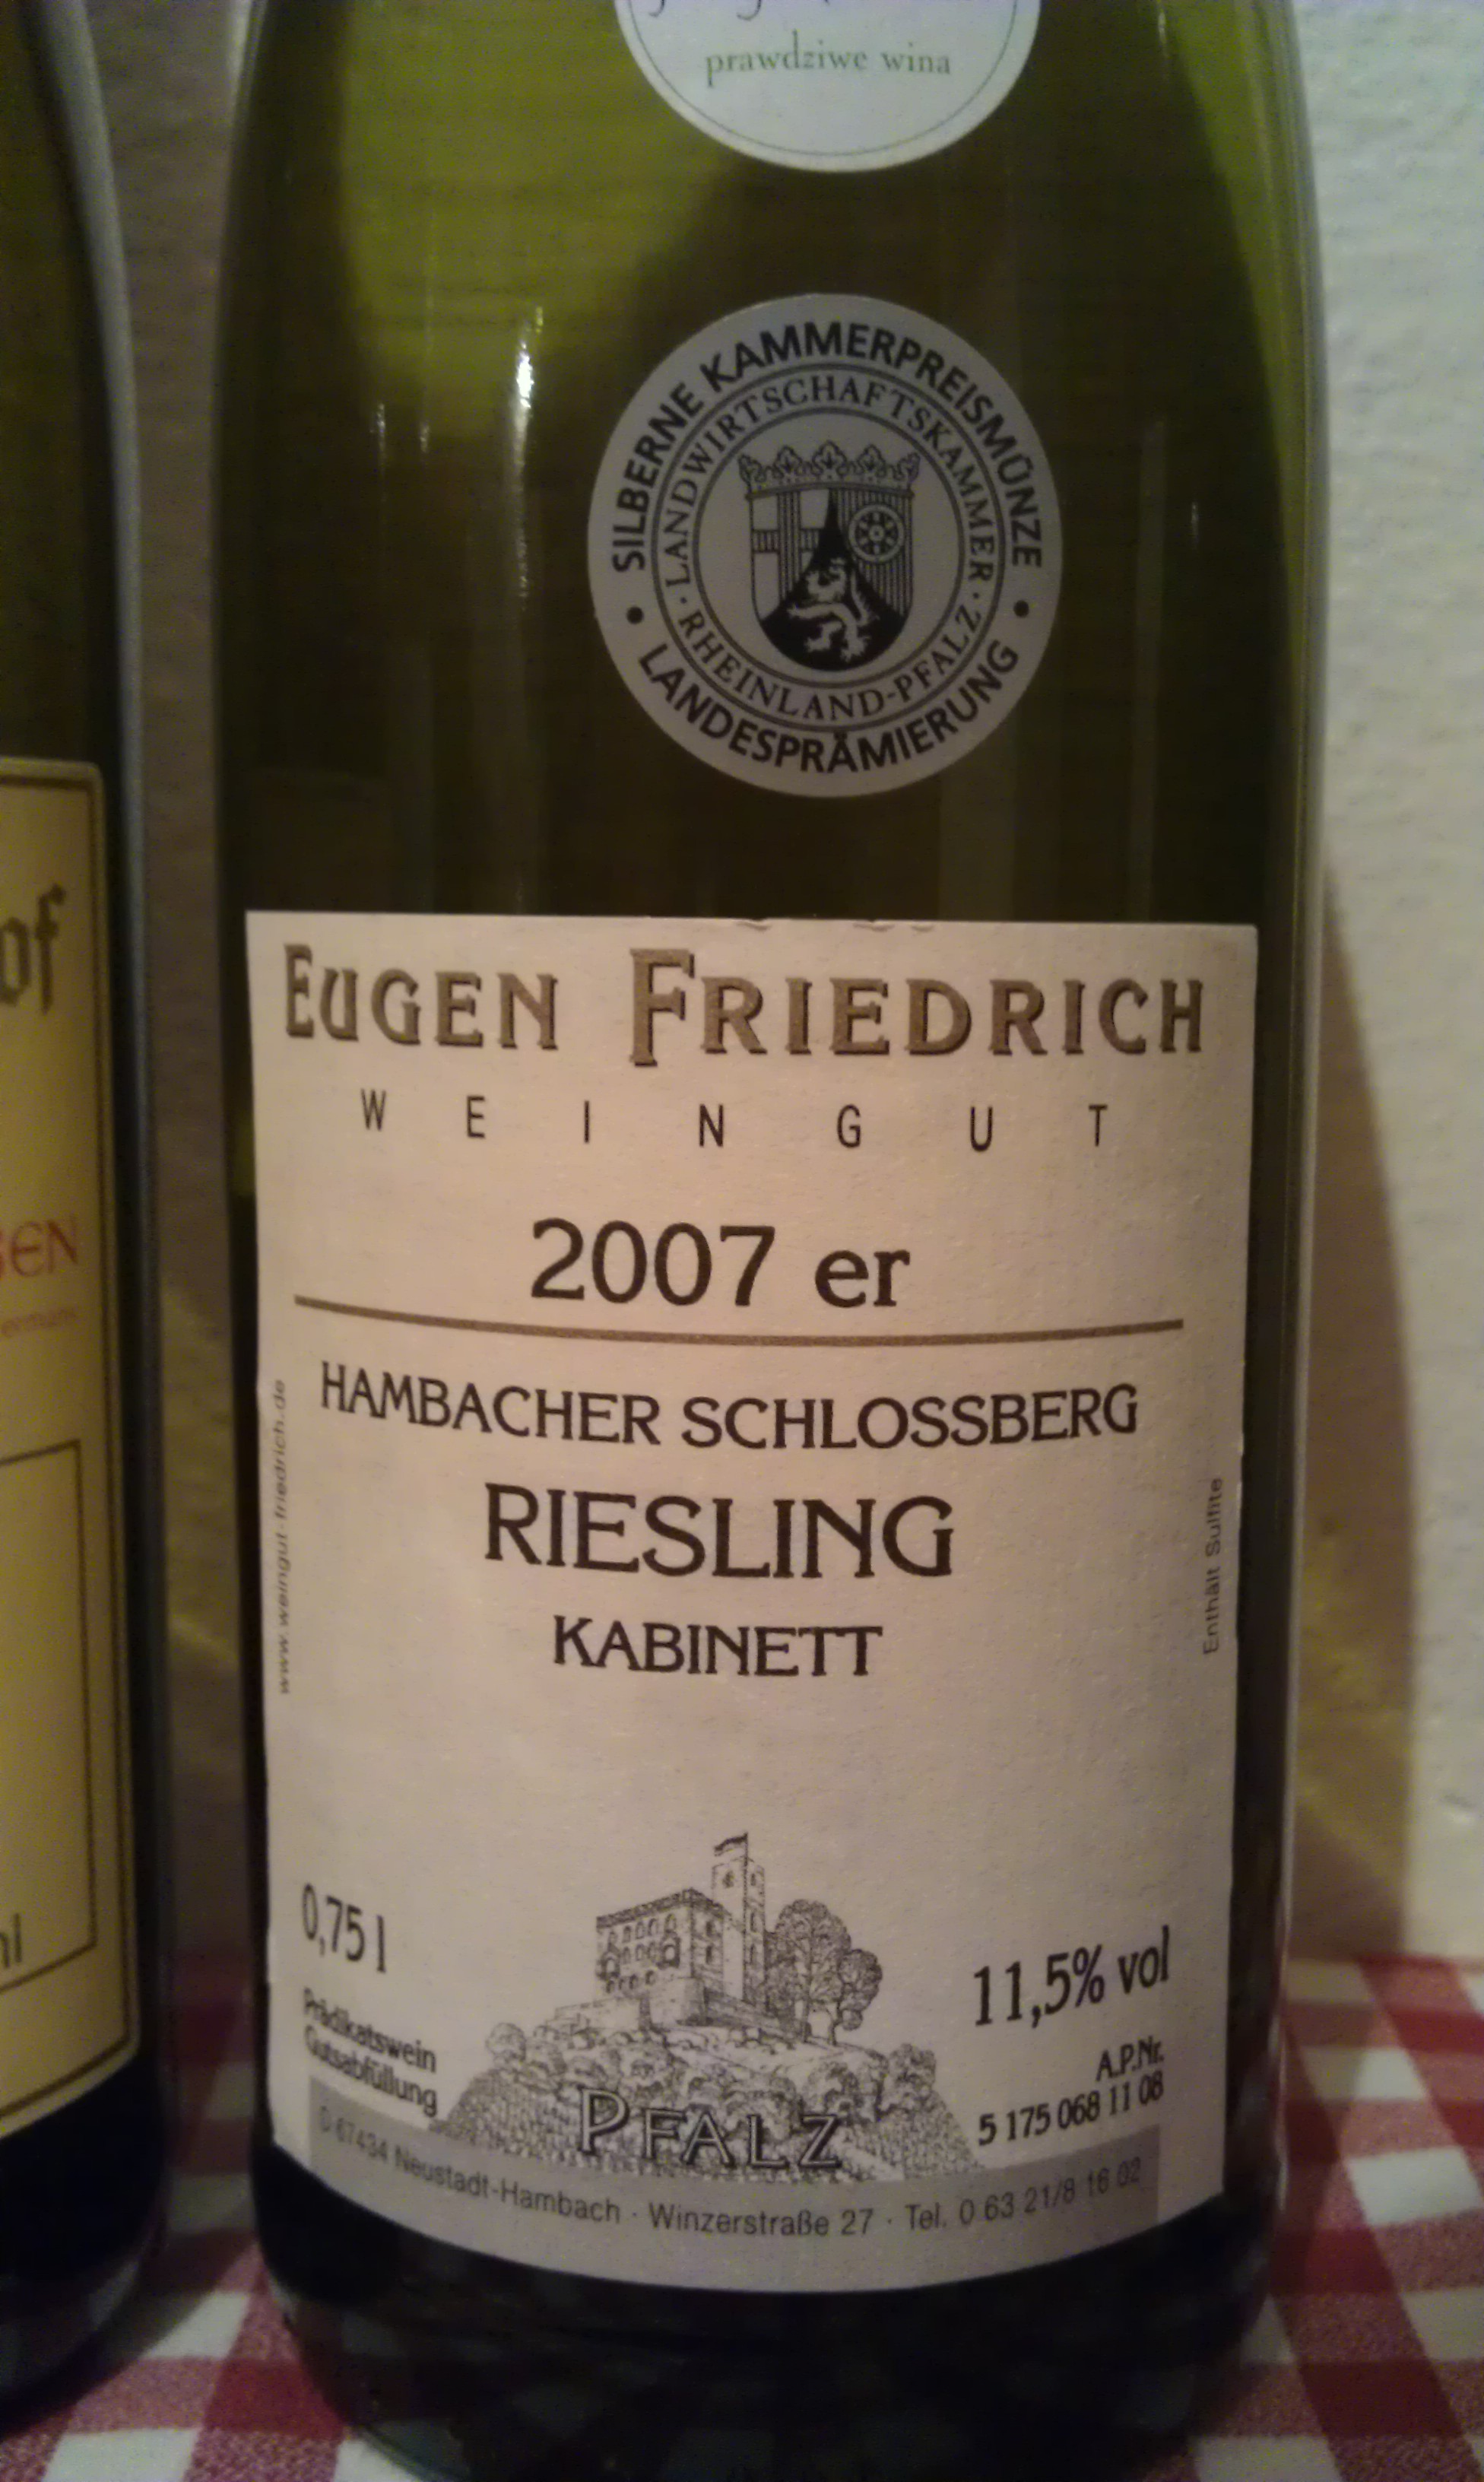 prawdziwe wina
SILBERNE KAMMERPREISMÜNZE
· LANDWIRTSCHAFTSKAMMER ·
RHEINLAND-PFALZ
• LANDESPRÄMIERUNG •
of
EUGEN FRIEDRICH
WEINGUT
2007 er
HAMBACHER SCHLOSSBERG
RIESLING
KABINETT
www.weingut-friedrich.de
Enthält Sulfite
0,75 l
11,5% vol
Prädikatswein
Gutsabfüllung
A.P.Nr.
5 175 068 11 08
PFALZ
D 67434 Neustadt-Hambach · Winzerstraße 27 · Tel. 0 63 21/8 16 02